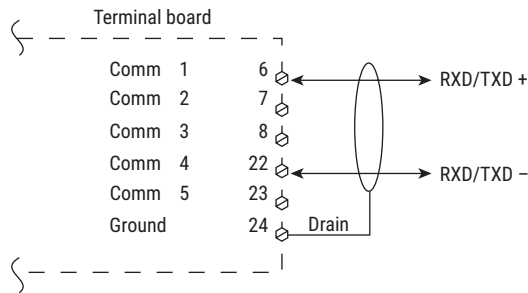 Terminal board
Comm 1 6 RXD/TXD +
Comm 2 7
Comm 3 8
Comm 4 22 RXD/TXD –
Comm 5 23
Ground 24 Drain